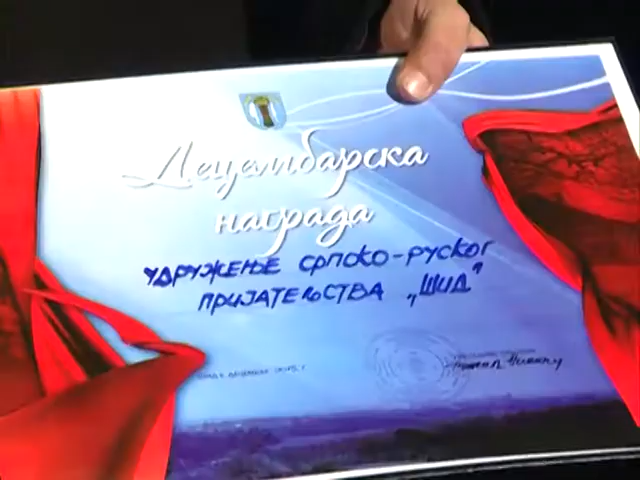 Децембарска
награда
УДРУЖЕЊЕ СРПСКО-РУСКОГ
ПРИЈАТЕЉСТВА „ШИД"